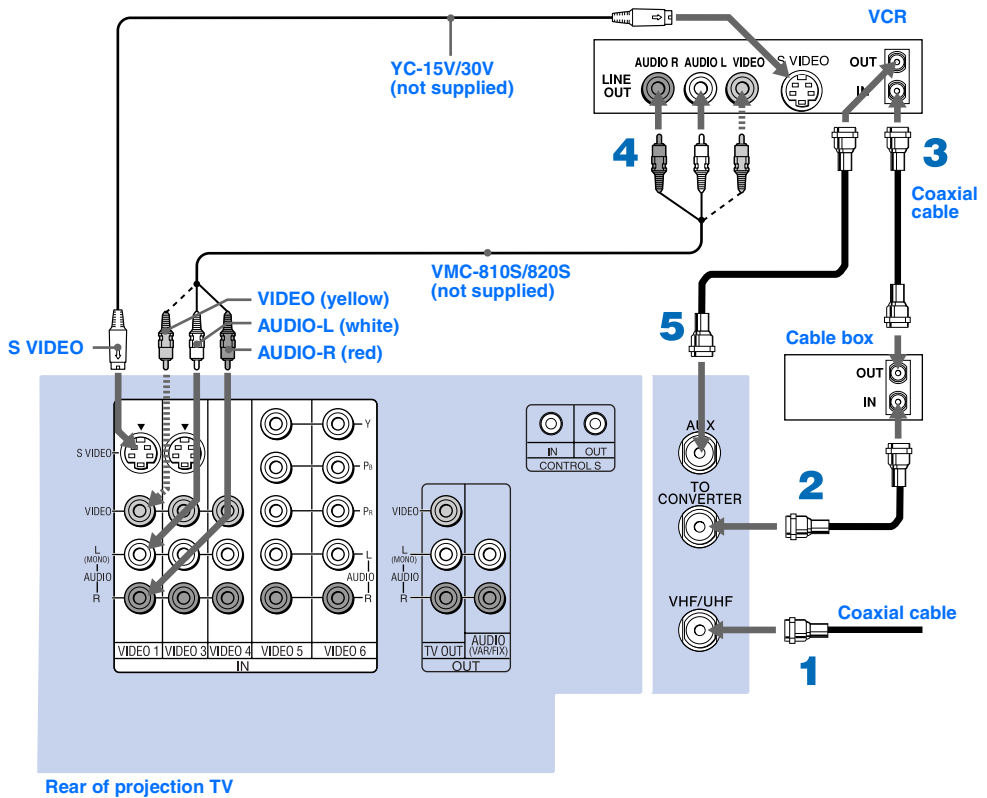 VCR
YC-15V/30V
(not supplied)
AUDIO R AUDIO L VIDEO S VIDEO OUT
LINE
OUT
IN
4
3
Coaxial
cable
VMC-810S/820S
(not supplied)
VIDEO (yellow)
AUDIO-L (white)
AUDIO-R (red)
S VIDEO
5
Cable box
OUT
IN
S VIDEO
VIDEO
L
(MONO)
AUDIO
R
Y
PB
PR
L
AUDIO
R
VIDEO 1 VIDEO 3 VIDEO 4 VIDEO 5 VIDEO 6
IN
IN OUT
CONTROL S
VIDEO
L
(MONO)
AUDIO
R
TV OUT
AUDIO
(VAR/FIX)
OUT
AUX
TO
CONVERTER
2
VHF/UHF
Coaxial cable
1
Rear of projection TV